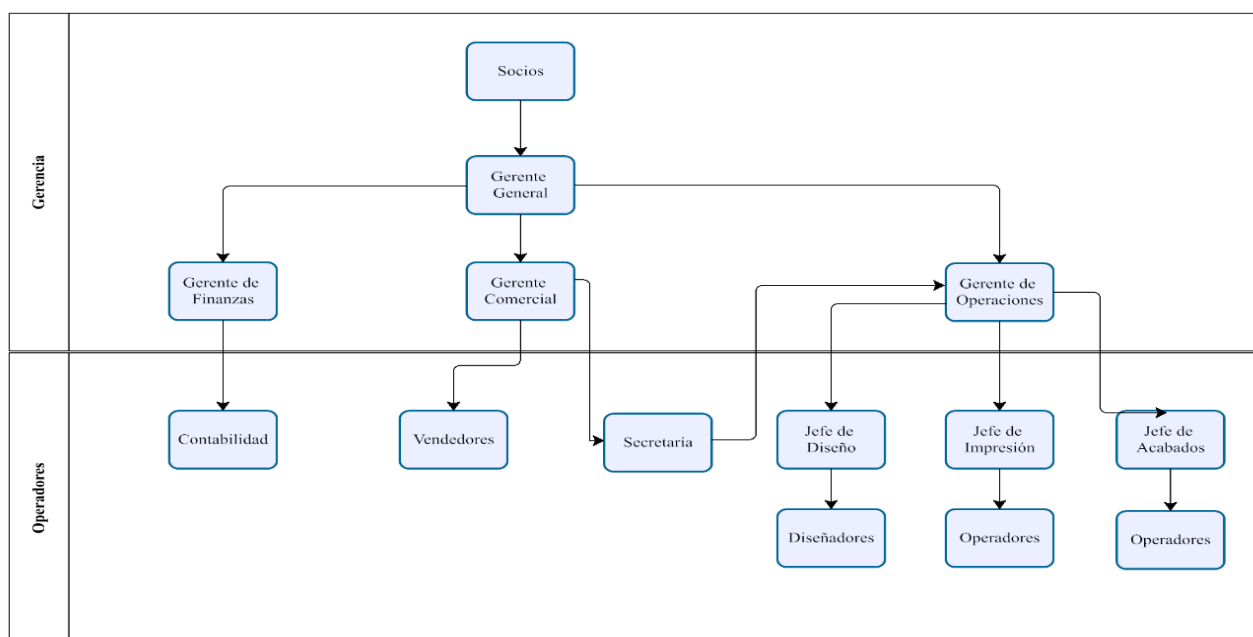 Gerencia
Socios
Gerente
General
Gerente de
Finanzas
Gerente
Comercial
Gerente de
Operaciones
Operadores
Contabilidad
Vendedores
Secretaría
Jefe de
Diseño
Jefe de
Impresión
Jefe de
Acabados
Diseñadores
Operadores
Operadores